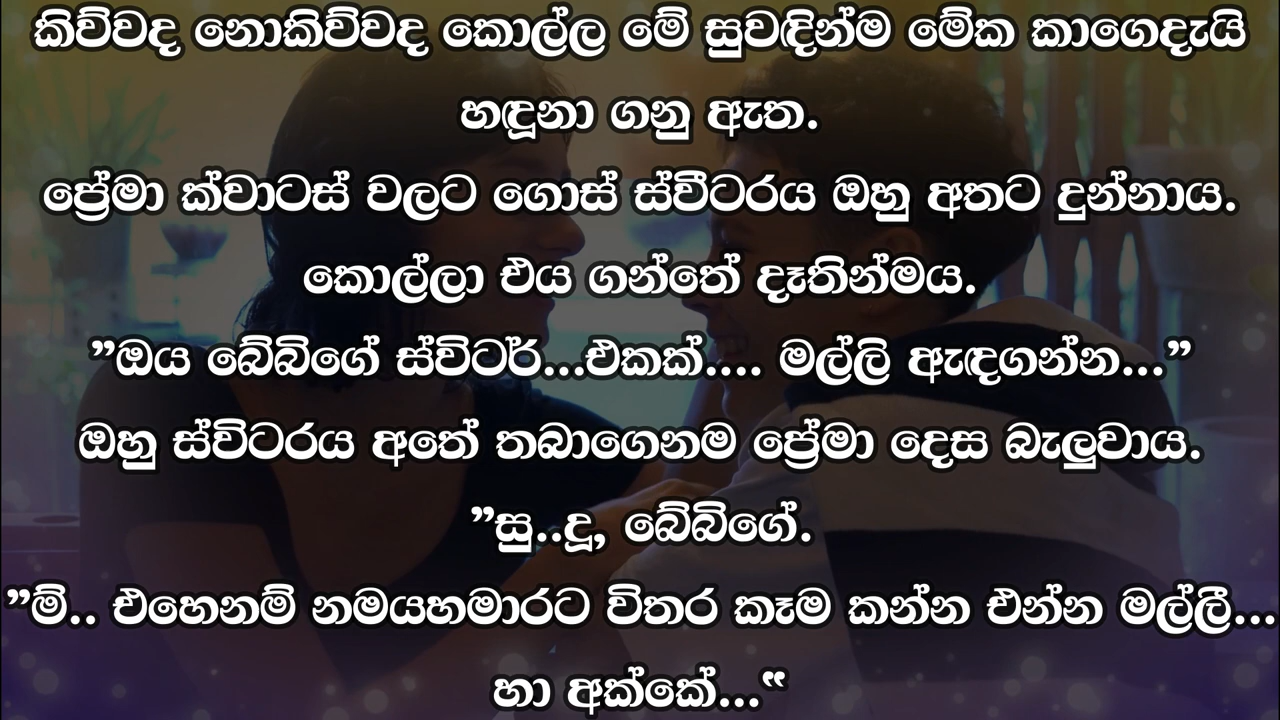 කිව්වද නොකිව්වද කොල්ල මේ සුවඳින්ම මේක කාගෙදැයි
හඳූනා ගනු ඇත.
ප්‍රේමා ක්වාටස් වලට ගොස් ස්වීටරය ඔහු අතට දුන්නාය.
කොල්ලා එය ගන්තේ දෑතින්මය.
”ඔය බේබිගේ ස්විටර්...එකක්.... මල්ලි ඇඳගන්න...”
ඔහු ස්විටරය අතේ තබාගෙනම ප්‍රේමා දෙස බැලුවාය.
”සු..දූ, බේබිගේ.
”ම්.. එහෙනම් නමයහමාරට විතර කෑම කන්න එන්න මල්ලී...
හා අක්කේ...“